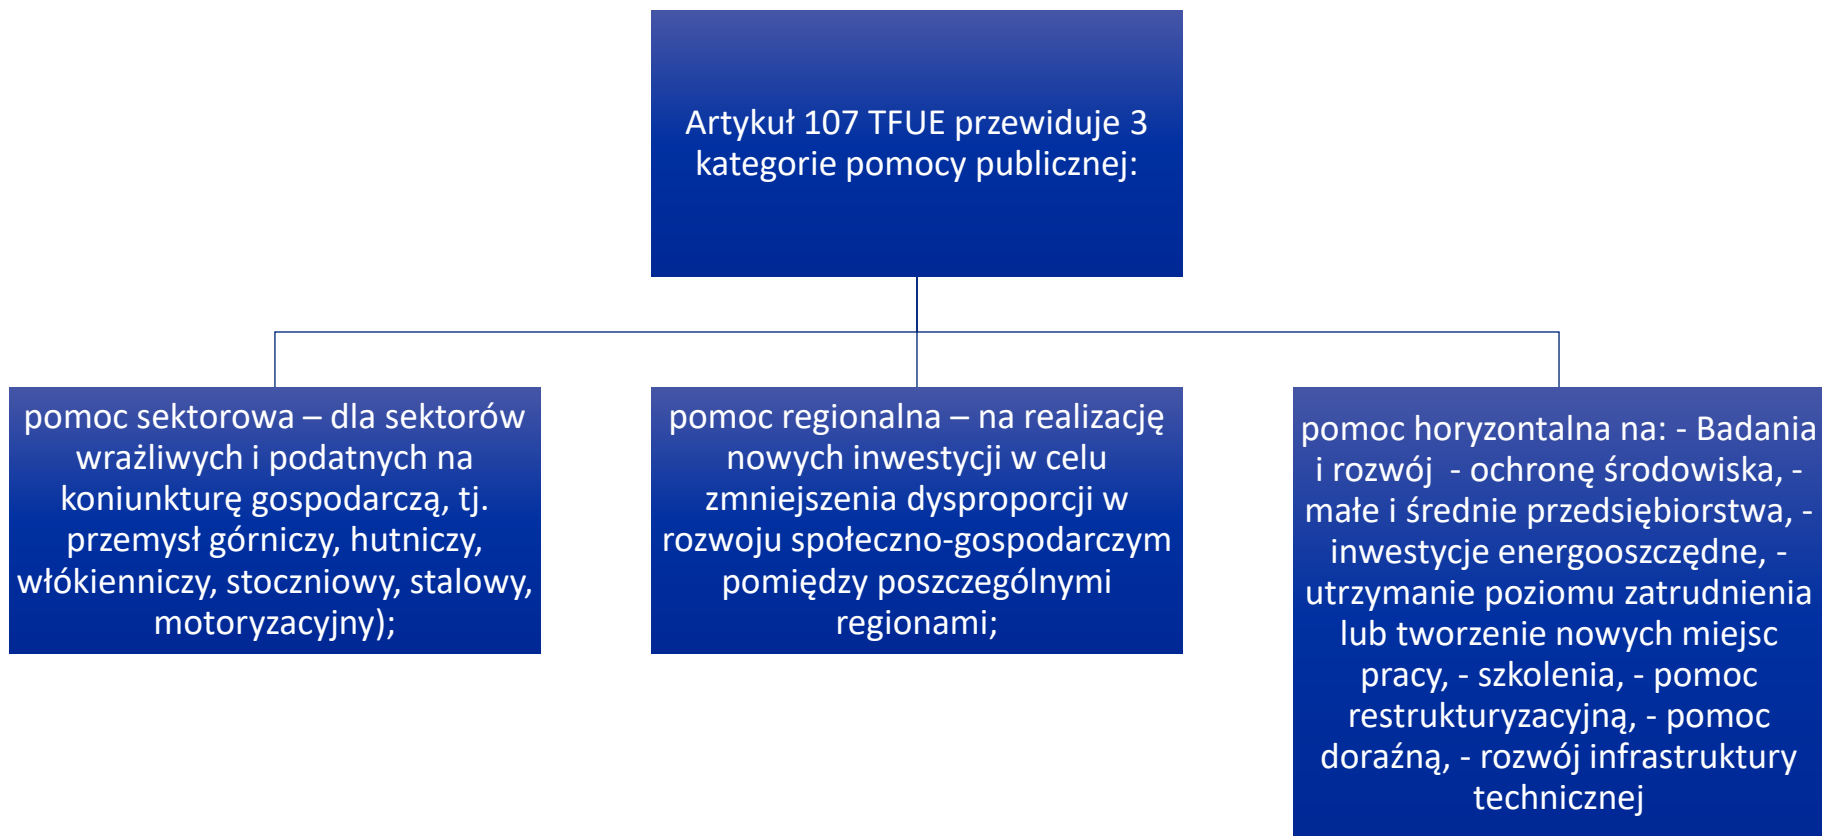 Artykuł 107 TFUE przewiduje 3
kategorie pomocy publicznej:
pomoc sektorowa – dla sektorów
wrażliwych i podatnych na
koniunkturę gospodarczą, tj.
przemysł górniczy, hutniczy,
włókienniczy, stoczniowy, stalowy,
motoryzacyjny);
pomoc regionalna – na realizację
nowych inwestycji w celu
zmniejszenia dysproporcji w
rozwoju społeczno-gospodarczym
pomiędzy poszczególnymi
regionami;
pomoc horyzontalna na: - Badania
i rozwój  - ochronę środowiska, -
małe i średnie przedsiębiorstwa, -
inwestycje energooszczędne, -
utrzymanie poziomu zatrudnienia
lub tworzenie nowych miejsc
pracy, - szkolenia, - pomoc
restrukturyzacyjną, - pomoc
doraźną, - rozwój infrastruktury
technicznej